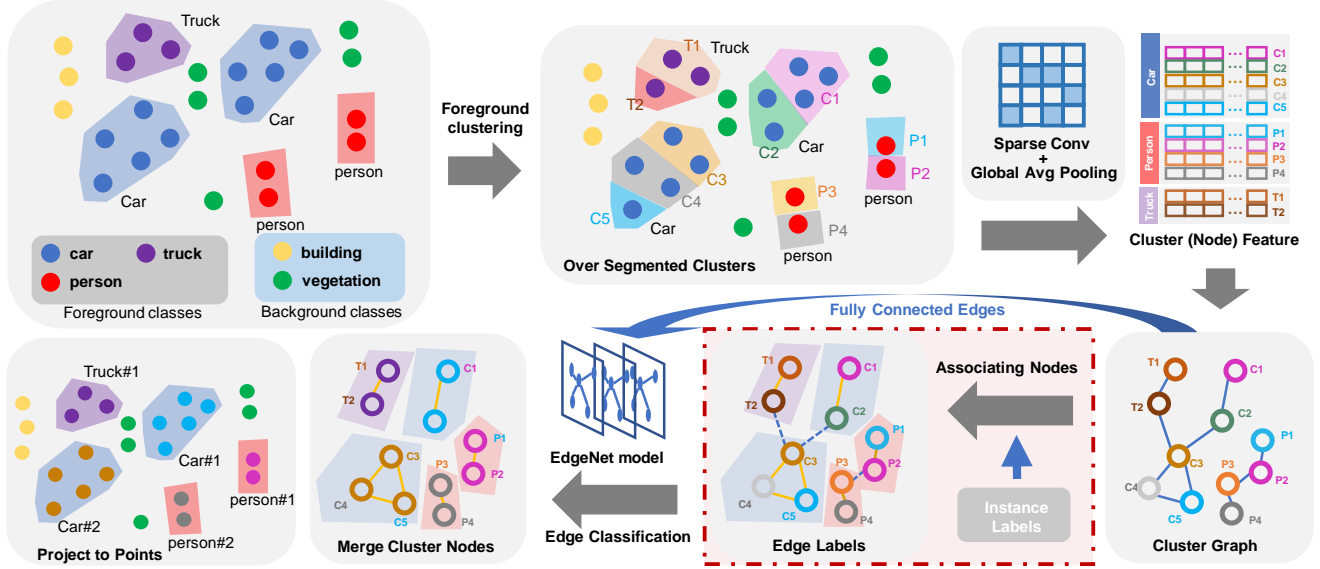 Truck
Car
person
Car
person
car
truck
person
building
vegetation
Foreground classes
Background classes
Foreground
clustering
T1
Truck
T2
C1
C2
Car
P1
P2
person
C3
C4
C5
Car
P3
P4
person
Over Segmented Clusters
Sparse Conv
+
Global Avg Pooling
Car
Person
Truck
C1
C2
C3
C4
C5
P1
P2
P3
P4
T1
T2
Cluster (Node) Feature
Fully Connected Edges
T1
C1
T2
C2
P1
C3
P3
P2
C4
C5
P4
Cluster Graph
Associating Nodes
Instance
Labels
T1
C1
T2
C2
P1
C3
P3
P2
C4
C5
P4
Edge Labels
EdgeNet model
Edge Classification
T1
C1
T2
P1
C3
P3
P2
C4
C5
P4
Merge Cluster Nodes
Truck#1
Car#1
person#1
Car#2
person#2
Project to Points